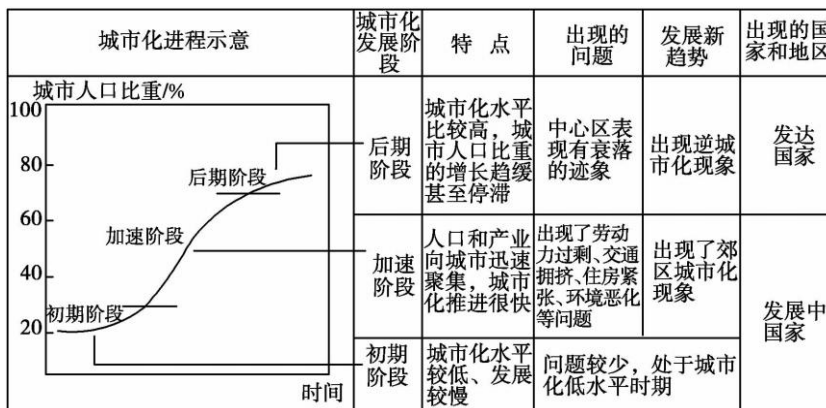 城市化进程示意
城市化
发展阶
段
特 点
出现的
问题
发展新
趋势
出现的国
家和地区
城市人口比重/%
100
80
60
40
20
后期阶段
加速阶段
初期阶段
时间
后期
阶段
城市化水平
比较高，城
市人口比重
的增长趋缓
甚至停滞
中心区表
现有衰落
的迹象
出现逆城
市化现象
发达
国家
加速
阶段
人口和产业
向城市迅速
聚集，城市
化推进很快
出现了劳动
力过剩、交通
拥挤、住房紧
张、环境恶化
等问题
出现了郊
区城市化
现象
发展中
国家
初期
阶段
城市化水平
较低、发展
较慢
问题较少，处于城市
化低水平时期